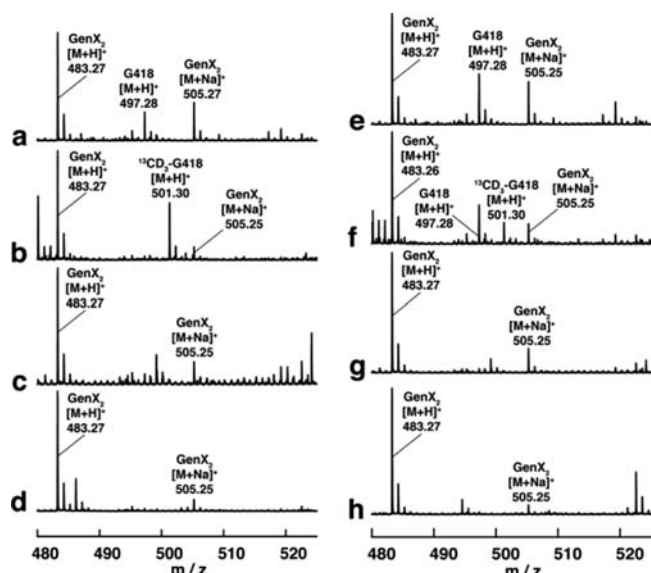 GenX₂
[M+H]⁺
483.27
G418
[M+H]⁺
497.28
GenX₂
[M+Na]⁺
505.27
a
GenX₂
[M+H]⁺
483.27
¹³CD₃-G418
[M+H]⁺
501.30
GenX₂
[M+Na]⁺
505.25
b
GenX₂
[M+H]⁺
483.27
GenX₂
[M+Na]⁺
505.25
c
GenX₂
[M+H]⁺
483.27
GenX₂
[M+Na]⁺
505.25
d
480 490 500 510 520
m / z
GenX₂
[M+H]⁺
483.27
G418
[M+H]⁺
497.28
GenX₂
[M+Na]⁺
505.25
e
GenX₂
[M+H]⁺
483.26
G418
[M+H]⁺
497.28
¹³CD₃-G418
[M+H]⁺
501.30
GenX₂
[M+Na]⁺
505.25
f
GenX₂
[M+H]⁺
483.27
GenX₂
[M+Na]⁺
505.25
g
GenX₂
[M+H]⁺
483.27
GenX₂
[M+Na]⁺
505.25
h
480 490 500 510 520
m / z